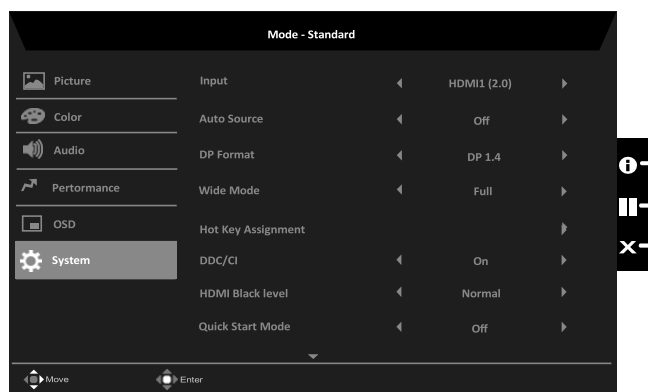 Mode - Standard
Picture
Input HDMI1 (2.0)
Color
Auto Source Off
Audio
DP Format DP 1.4
Pertormance
Wide Mode Full
OSD
Hot Key Assignment
System
DDC/CI On
HDMI Black level Normal
Quick Start Mode Off
Move Enter